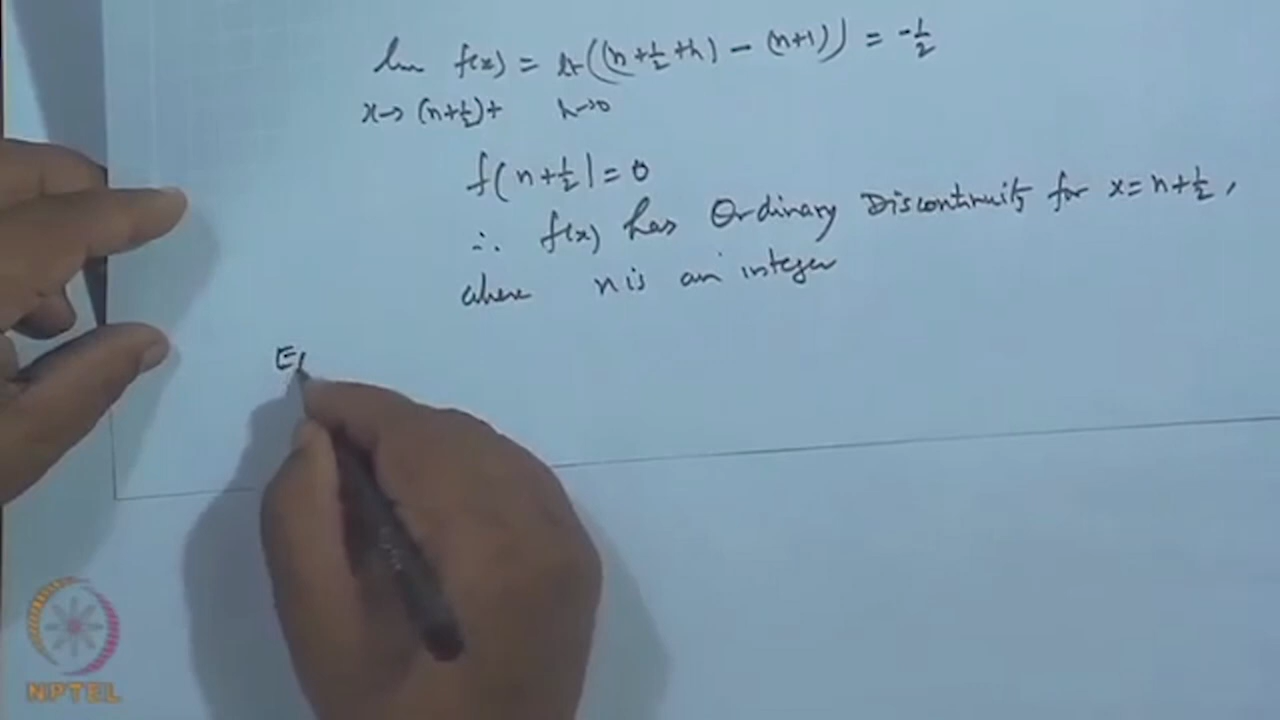 lim f(x) = lt((n+½+h) - (n+1)) = -½
x→(n+½)+ h→0
f(n+½) = 0
∴ f(x) has Ordinary Discontinuity for x=n+½,
where n is an integer
E
NPTEL